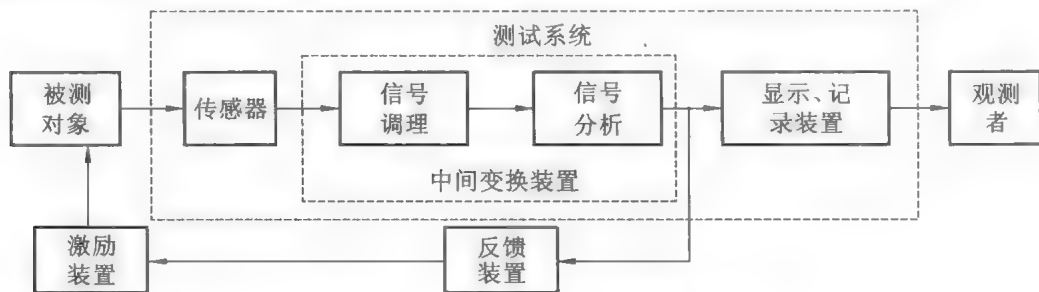 测试系统
被测
对象
传感器
信号
调理
信号
分析
中间变换装置
显示、记
录装置
观测
者
激励
装置
反馈
装置